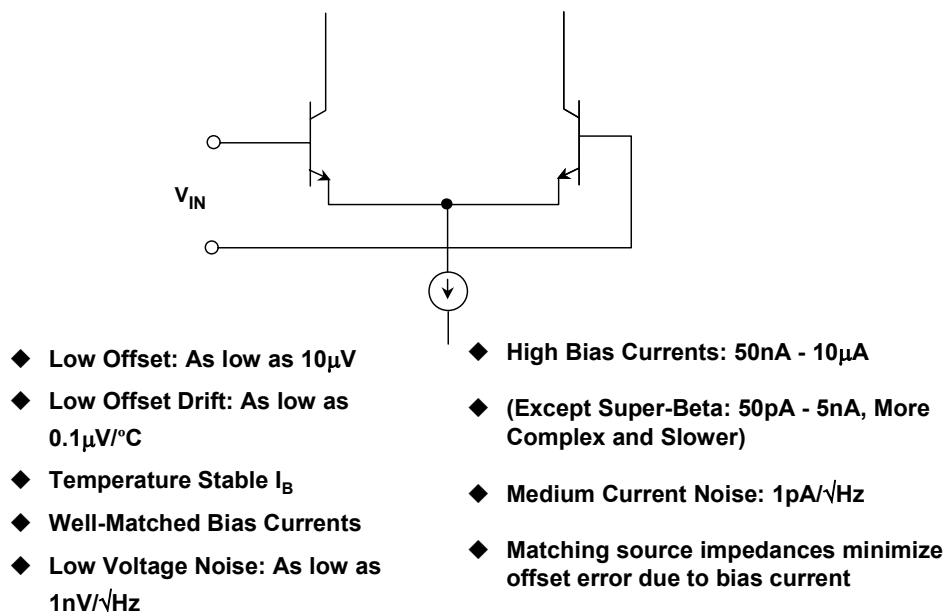 V_IN
◆ Low Offset: As low as 10μV
◆ Low Offset Drift: As low as
0.1μV/°C
◆ Temperature Stable I_B
◆ Well-Matched Bias Currents
◆ Low Voltage Noise: As low as
1nV/√Hz
◆ High Bias Currents: 50nA - 10μA
◆ (Except Super-Beta: 50pA - 5nA, More
Complex and Slower)
◆ Medium Current Noise: 1pA/√Hz
◆ Matching source impedances minimize
offset error due to bias current